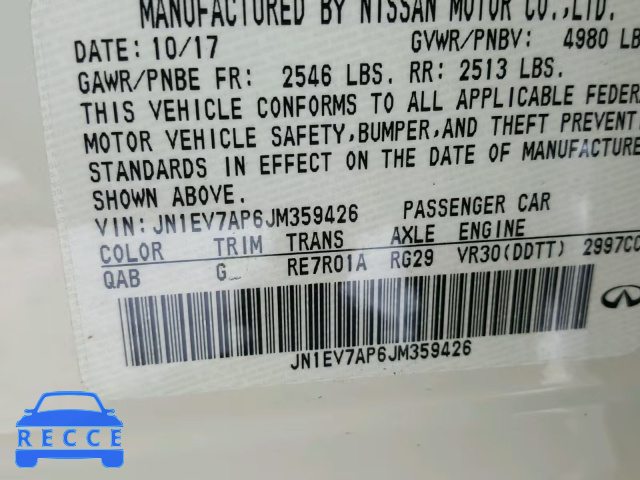 MANUFACTURED BY NISSAN MOTOR CO.,LTD.
DATE: 10/17 GVWR/PNBV: 4980 LB
GAWR/PNBE FR: 2546 LBS. RR: 2513 LBS.
THIS VEHICLE CONFORMS TO ALL APPLICABLE FEDER
MOTOR VEHICLE SAFETY,BUMPER,AND THEFT PREVENT
STANDARDS IN EFFECT ON THE DATE OF MANUFACTURE
SHOWN ABOVE.
VIN: JN1EV7AP6JM359426 PASSENGER CAR
COLOR TRIM TRANS AXLE ENGINE
QAB G_ RE7R01A RG29 VR30(DDTT) 2997CC
JN1EV7AP6JM359426
RECCE